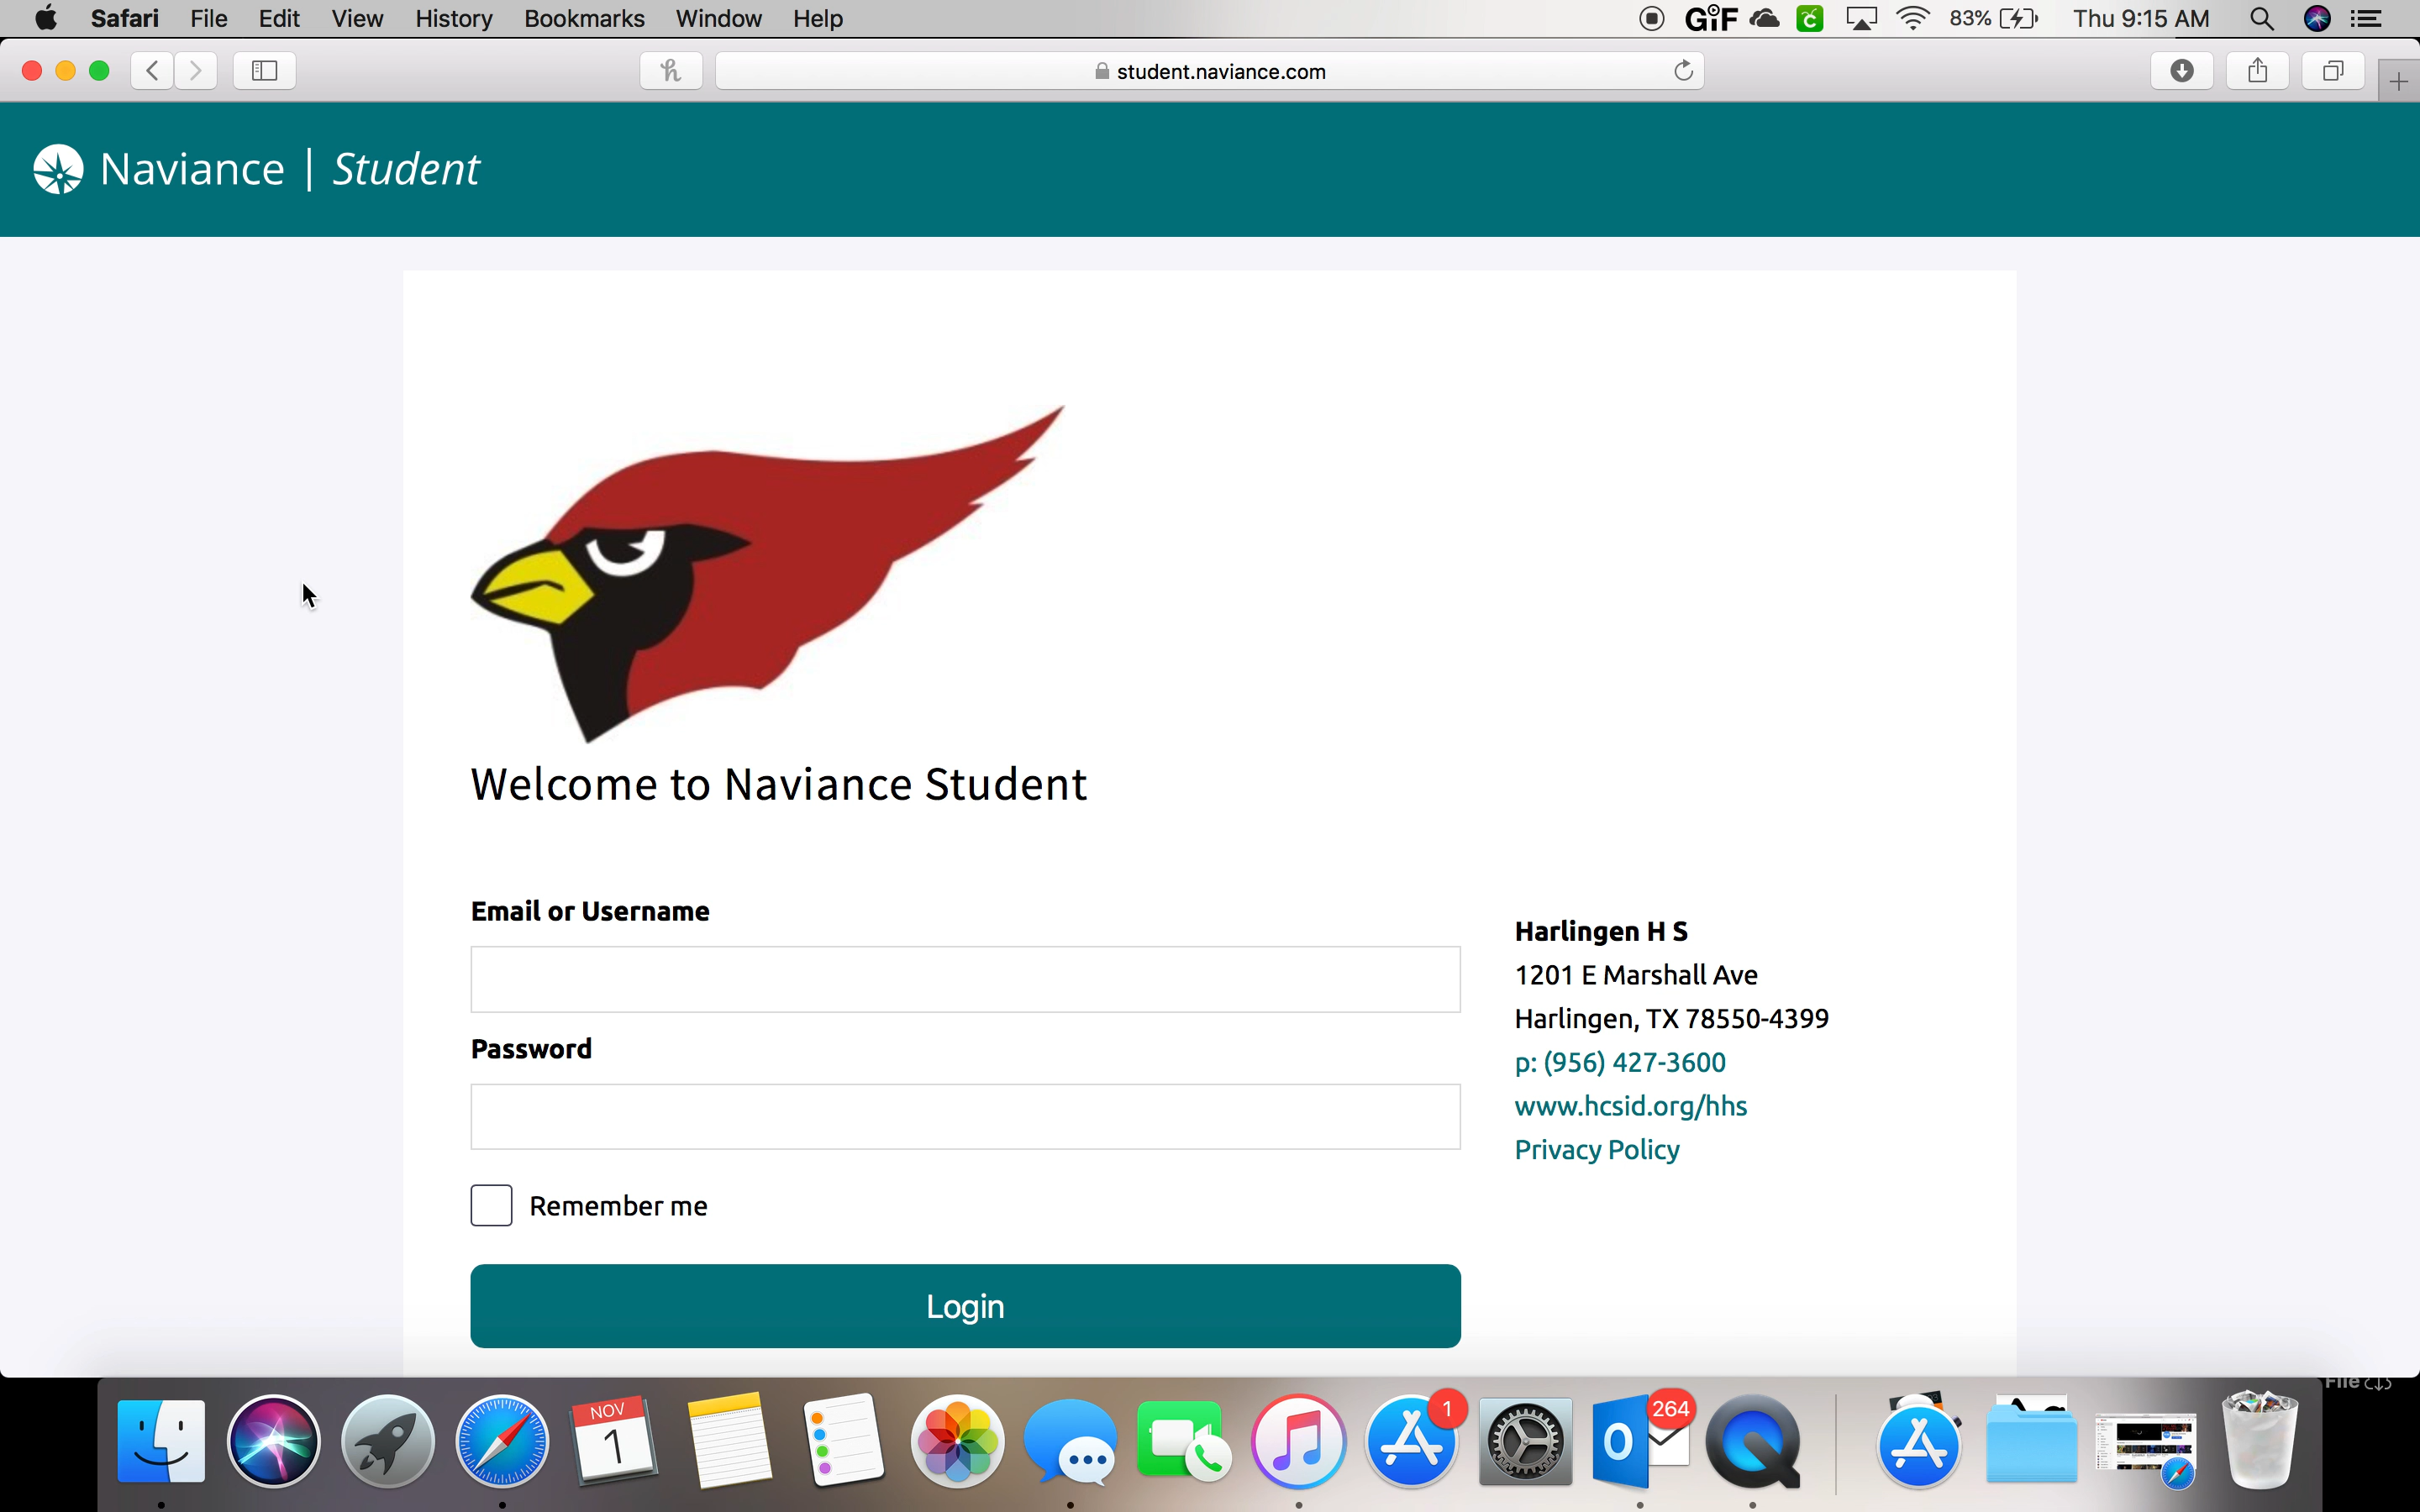 Safari File Edit View History Bookmarks Window Help GIF 83% Thu 9:15 AM
student.naviance.com
Naviance | Student
Welcome to Naviance Student
Email or Username
Harlingen H S
1201 E Marshall Ave
Harlingen, TX 78550-4399
Password
p: (956) 427-3600
www.hcsid.org/hhs
Privacy Policy
Remember me
Login
NOV
1
1
264